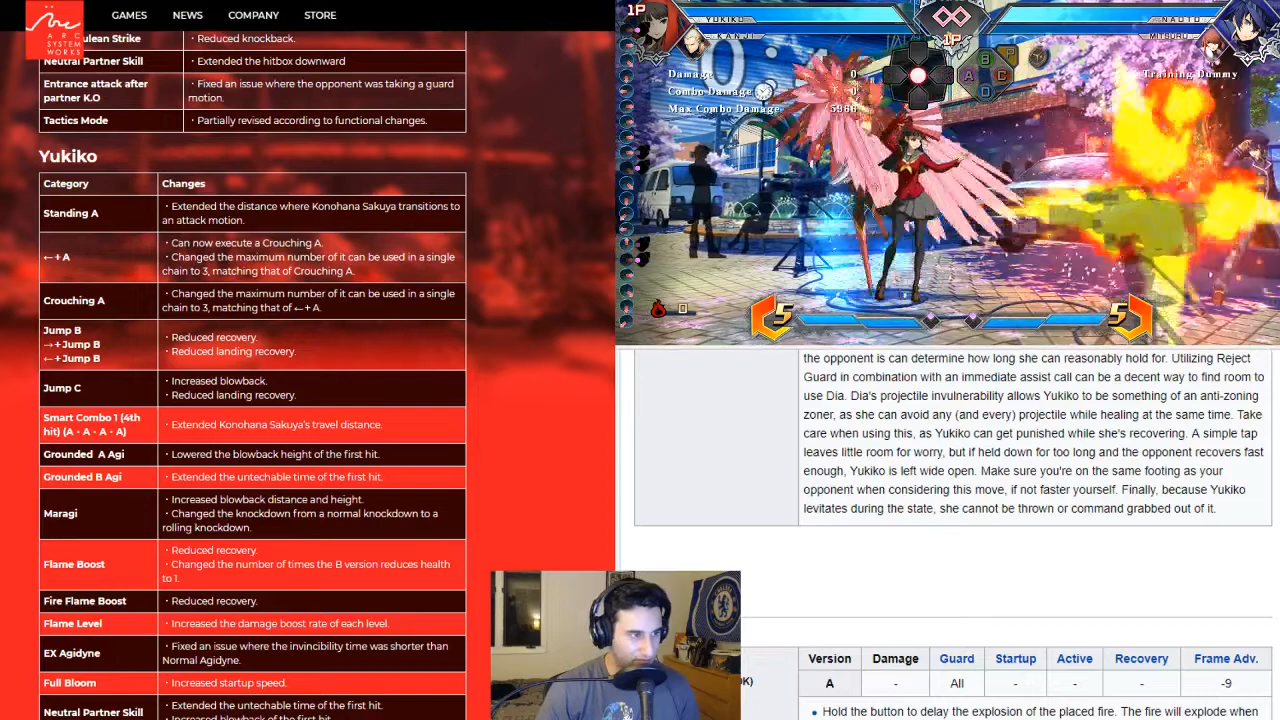 GAMES NEWS COMPANY STORE
ARC
SYSTEM
WORKS
ulean Strike ・Reduced knockback.
Neutral Partner Skill ・Extended the hitbox downward
Entrance attack after partner K.O ・Fixed an issue where the opponent was taking a guard motion.
Tactics Mode ・Partially revised according to functional changes.
Yukiko
Category Changes
Standing A ・Extended the distance where Konohana Sakuya transitions to an attack motion.
←+A ・Can now execute a Crouching A.
・Changed the maximum number of it can be used in a single chain to 3, matching that of Crouching A.
Crouching A ・Changed the maximum number of it can be used in a single chain to 3, matching that of ←+ A.
Jump B
→+Jump B
←+Jump B
・Reduced recovery.
・Reduced landing recovery.
Jump C ・Increased blowback.
・Reduced landing recovery.
Smart Combo 1 (4th hit) (A・A・A・A) ・Extended Konohana Sakuya's travel distance.
Grounded A Agi ・Lowered the blowback height of the first hit.
Grounded B Agi ・Extended the untechable time of the first hit.
Maragi ・Increased blowback distance and height.
・Changed the knockdown from a normal knockdown to a rolling knockdown.
Flame Boost ・Reduced recovery.
・Changed the number of times the B version reduces health to 1.
Fire Flame Boost ・Reduced recovery.
Flame Level ・Increased the damage boost rate of each level.
EX Agidyne ・Fixed an issue where the invincibility time was shorter than Normal Agidyne.
Full Bloom ・Increased startup speed.
Neutral Partner Skill ・Extended the untechable time of the first hit.
・Increased blowback of the first hit.
1P
YUKIKO
KANJI
NAOTO
MITSURU
1P
Damage 0
Combo Damage 0
Max Combo Damage 5966
Training Dummy
A B C D P
0
5 5
the opponent is can determine how long she can reasonably hold for. Utilizing Reject
Guard in combination with an immediate assist call can be a decent way to find room to
use Dia. Dia's projectile invulnerability allows Yukiko to be something of an anti-zoning
zoner, as she can avoid any (and every) projectile while healing at the same time. Take
care when using this, as Yukiko can get punished while she's recovering. A simple tap
leaves little room for worry, but if held down for too long and the opponent recovers fast
enough, Yukiko is left wide open. Make sure you're on the same footing as your
opponent when considering this move, if not faster yourself. Finally, because Yukiko
levitates during the state, she cannot be thrown or command grabbed out of it.
Version Damage Guard Startup Active Recovery Frame Adv.
A - All - - - -9
• Hold the button to delay the explosion of the placed fire. The fire will explode when